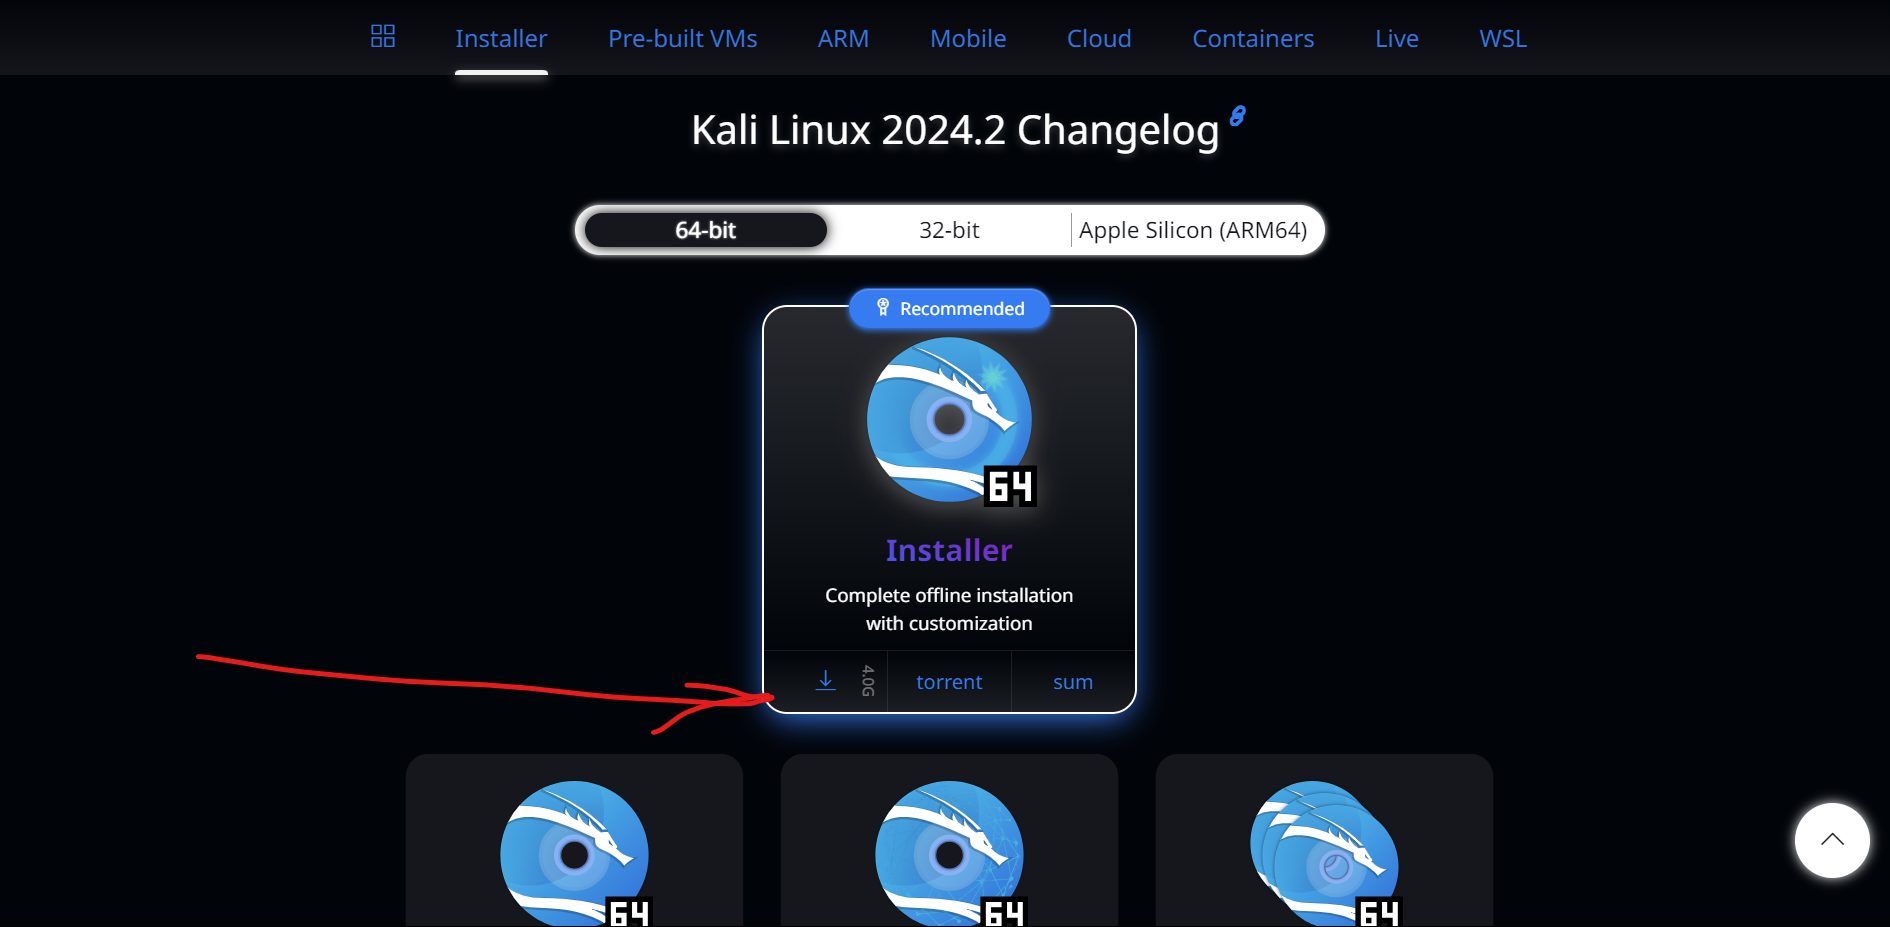 Installer Pre-built VMs ARM Mobile Cloud Containers Live WSL
Kali Linux 2024.2 Changelog
64-bit 32-bit Apple Silicon (ARM64)
Recommended
64
Installer
Complete offline installation
with customization
4.0G torrent sum
64 64 64